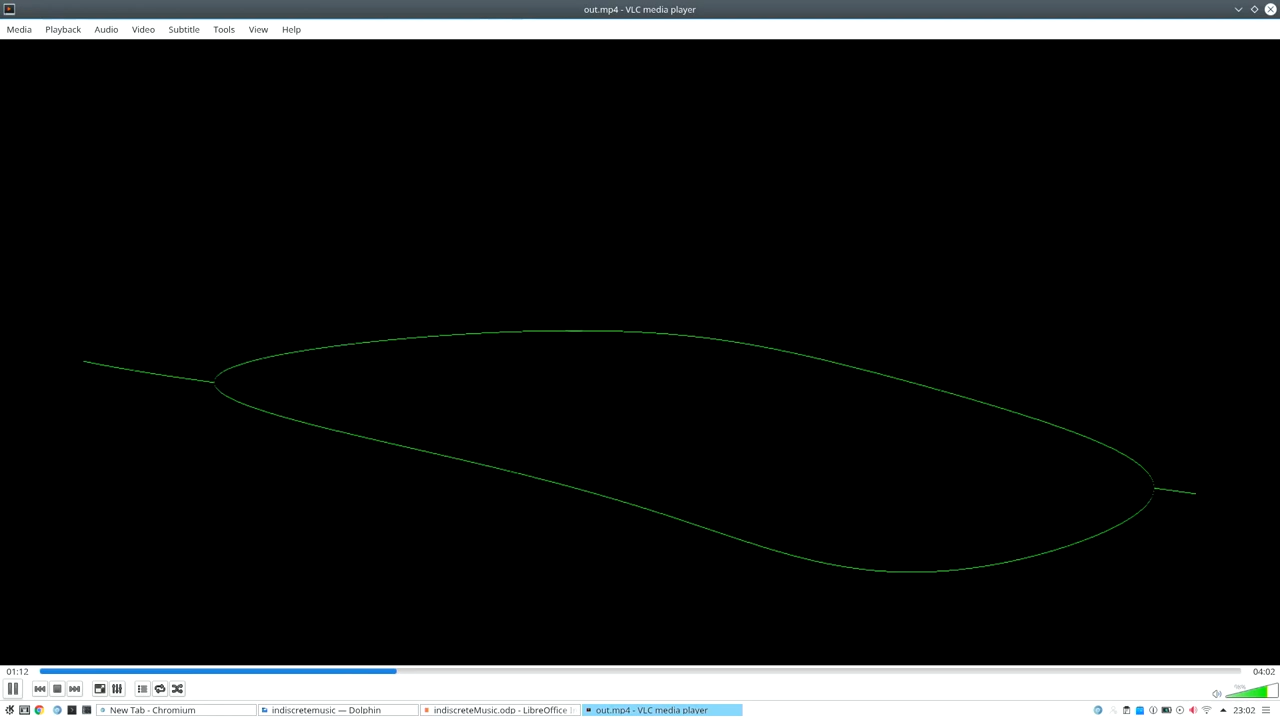 out.mp4 - VLC media player
Media Playback Audio Video Subtitle Tools View Help
01:12 04:02
New Tab - Chromium indiscretemusic — Dolphin indiscreteMusic.odp - LibreOffice out.mp4 - VLC media player 23:02